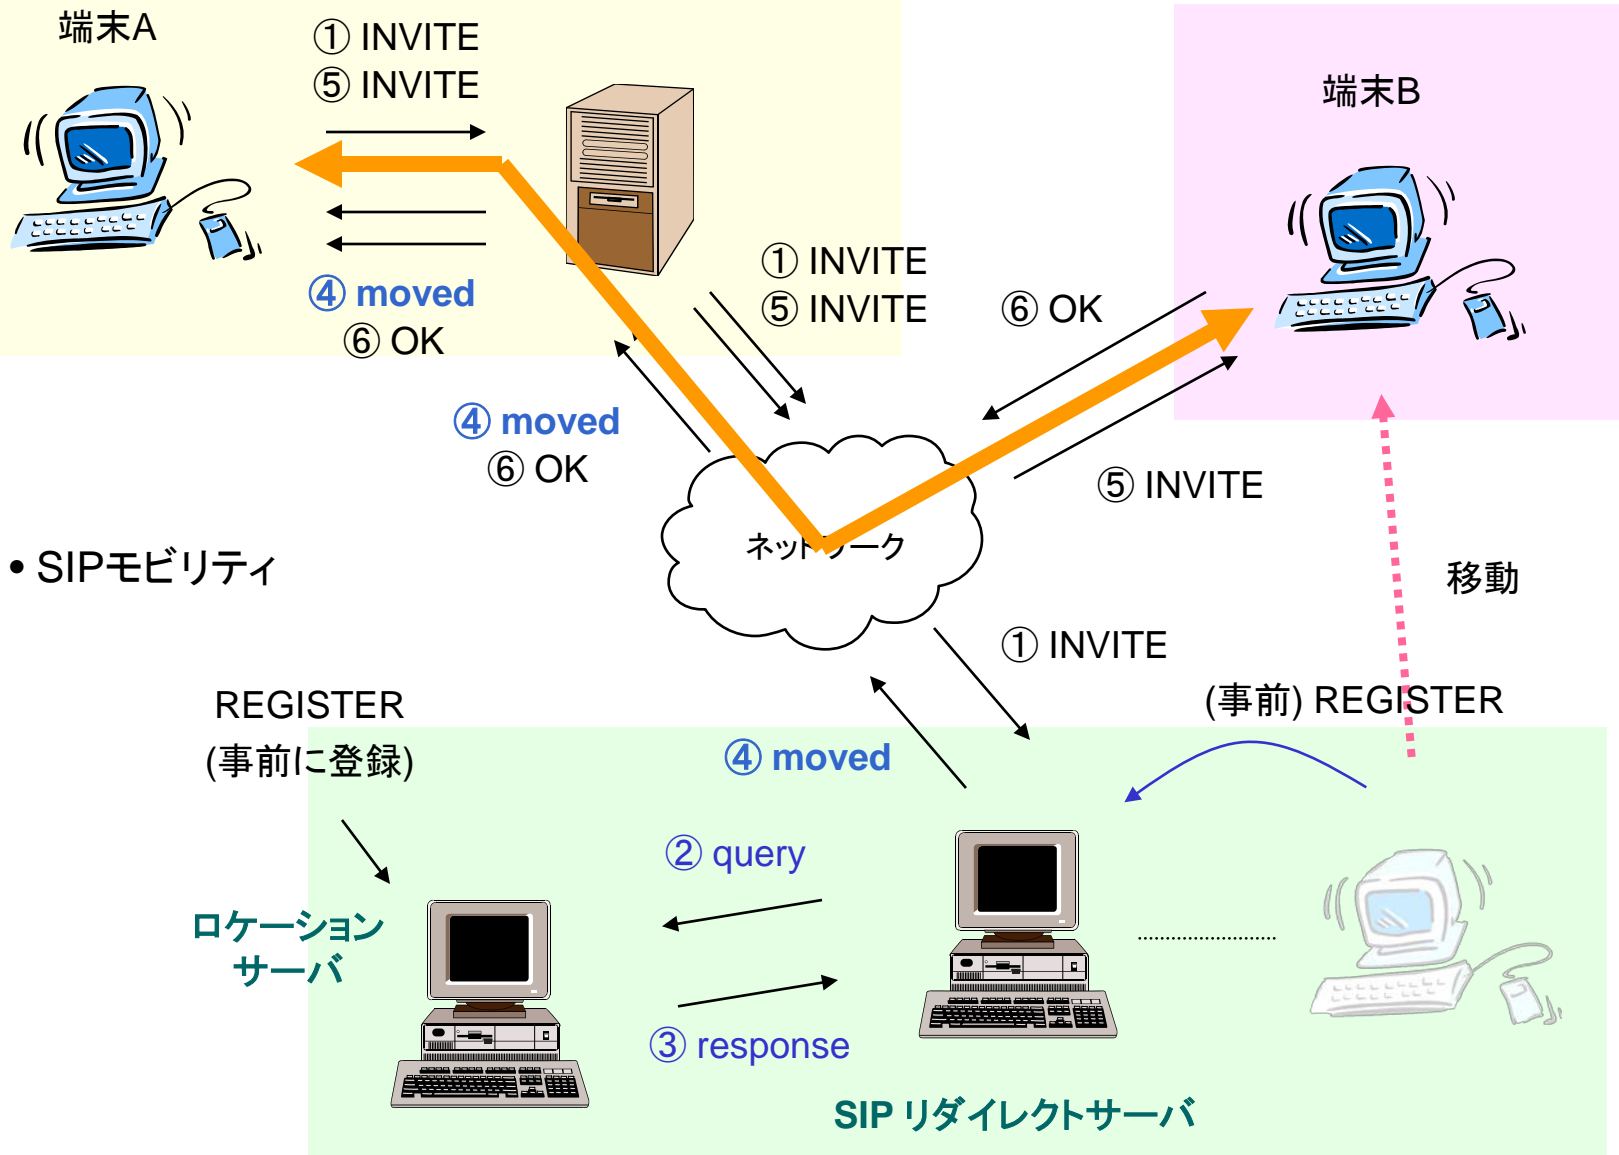 端末A
① INVITE
⑤ INVITE
端末B
① INVITE
⑤ INVITE
⑥ OK
④ moved
⑥ OK
④ moved
⑥ OK
⑤ INVITE
ネットワーク
• SIPモビリティ
移動
① INVITE
REGISTER
(事前に登録)
(事前) REGISTER
④ moved
② query
ロケーション
サーバ
③ response
SIP リダイレクトサーバ